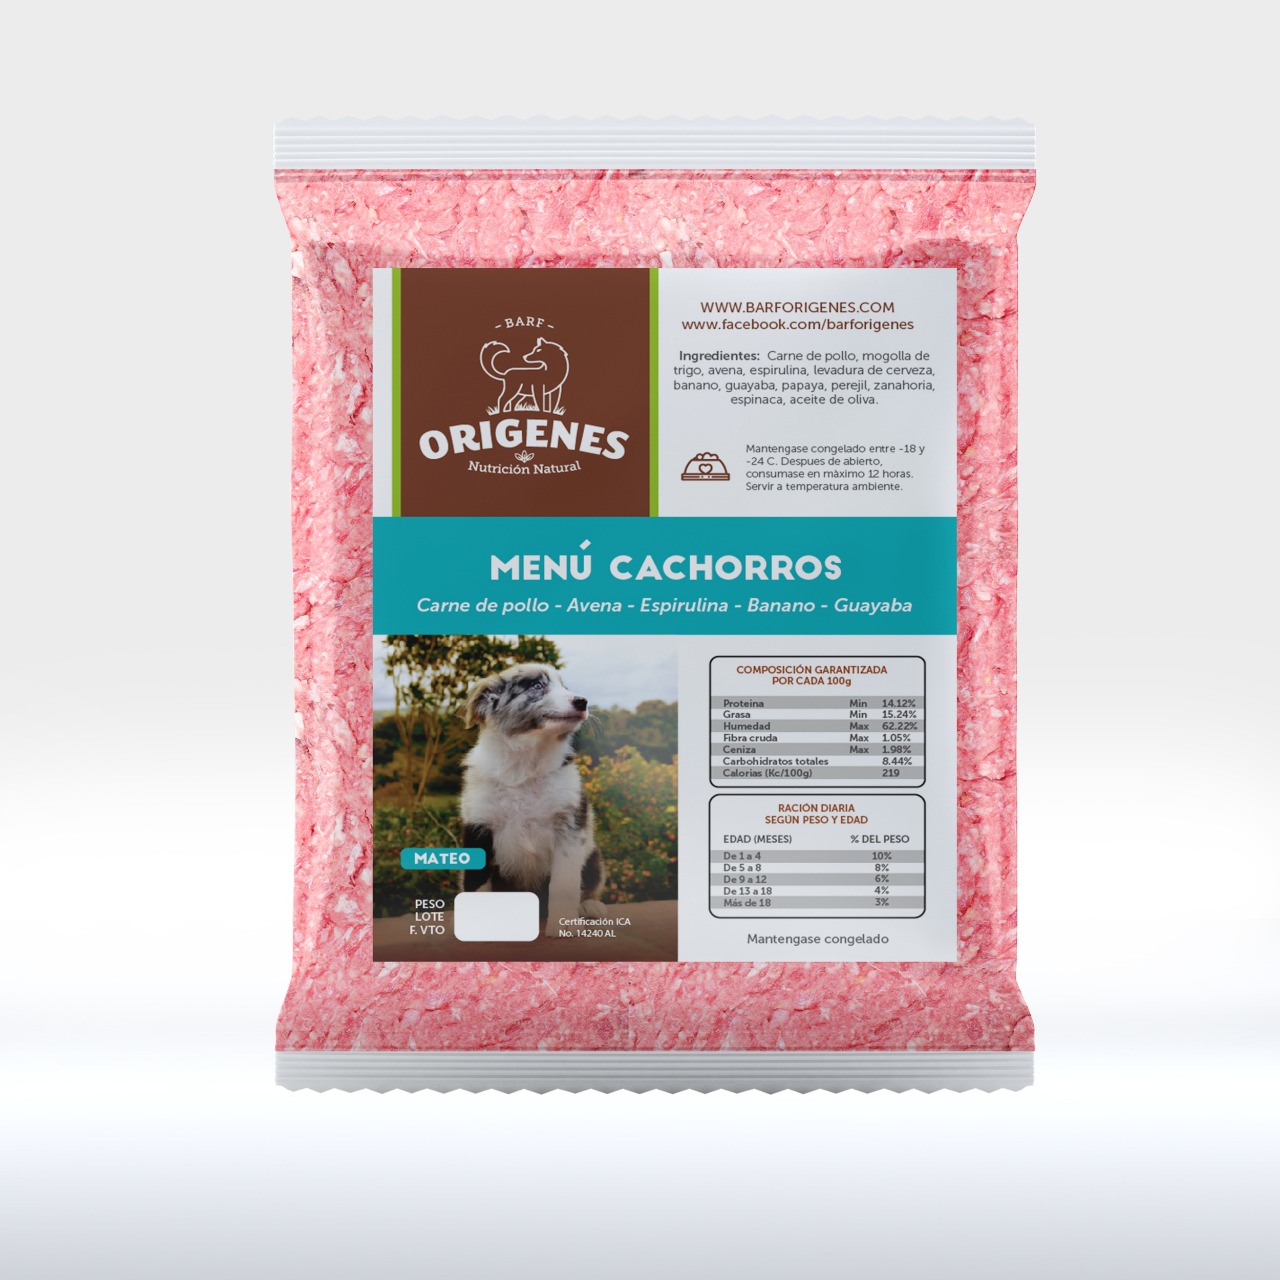 - BARF -
ORIGENES
Nutrición Natural
WWW.BARFORIGENES.COM
www.facebook.com/barforigenes
Ingredientes: Carne de pollo, mogolla de
trigo, avena, espirulina, levadura de cerveza,
banano, guayaba, papaya, perejil, zanahoria,
espinaca, aceite de oliva.
Mantengase congelado entre -18 y
-24 C. Despues de abierto,
consumase en màximo 12 horas.
Servir a temperatura ambiente.
MENÚ CACHORROS
Carne de pollo - Avena - Espirulina - Banano - Guayaba
MATEO
PESO
LOTE
F. VTO
Certificación ICA
No. 14240 AL
COMPOSICIÓN GARANTIZADA
POR CADA 100g
Proteina Min 14.12%
Grasa Min 15.24%
Humedad Max 62.22%
Fibra cruda Max 1.05%
Ceniza Max 1.98%
Carbohidratos totales 8.44%
Calorias (Kc/100g) 219
RACIÓN DIARIA
SEGÚN PESO Y EDAD
EDAD (MESES) % DEL PESO
De 1 a 4 10%
De 5 a 8 8%
De 9 a 12 6%
De 13 a 18 4%
Más de 18 3%
Mantengase congelado